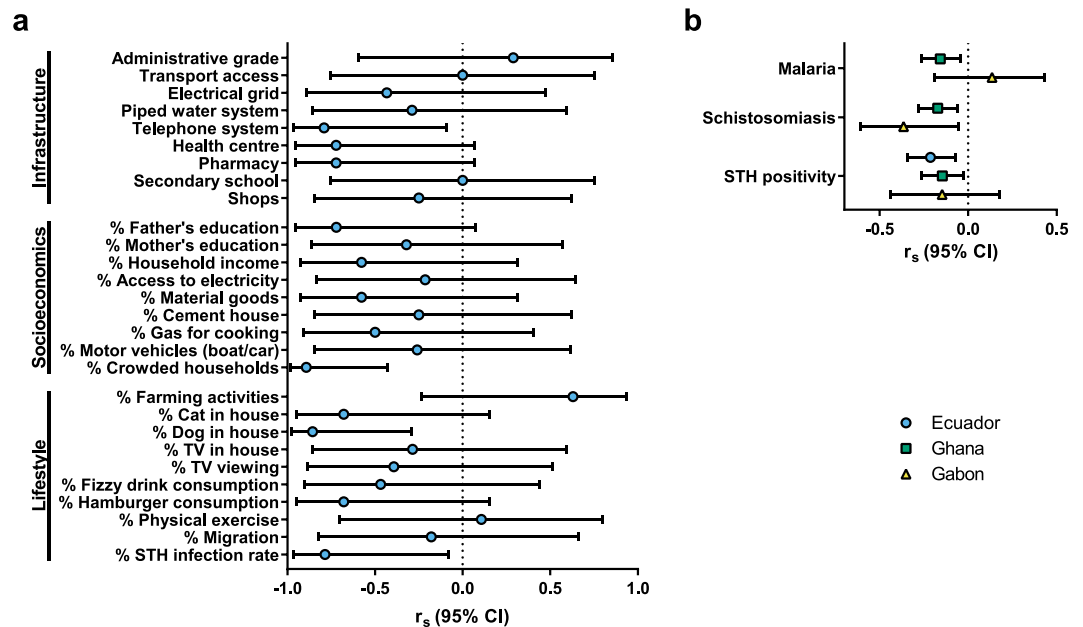 a
Infrastructure
Administrative grade
Transport access
Electrical grid
Piped water system
Telephone system
Health centre
Pharmacy
Secondary school
Shops
Socioeconomics
% Father's education
% Mother's education
% Household income
% Access to electricity
% Material goods
% Cement house
% Gas for cooking
% Motor vehicles (boat/car)
% Crowded households
Lifestyle
% Farming activities
% Cat in house
% Dog in house
% TV in house
% TV viewing
% Fizzy drink consumption
% Hamburger consumption
% Physical exercise
% Migration
% STH infection rate
-1.0 -0.5 0.0 0.5 1.0
rs (95% CI)
b
Malaria
Schistosomiasis
STH positivity
-0.5 0.0 0.5
rs (95% CI)
Ecuador
Ghana
Gabon